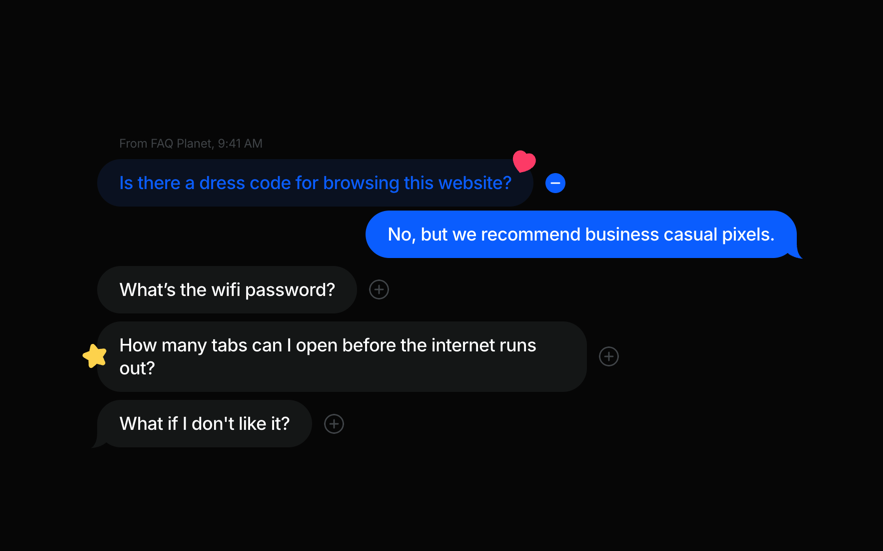 From FAQ Planet, 9:41 AM
Is there a dress code for browsing this website?
No, but we recommend business casual pixels.
What’s the wifi password?
How many tabs can I open before the internet runs
out?
What if I don't like it?